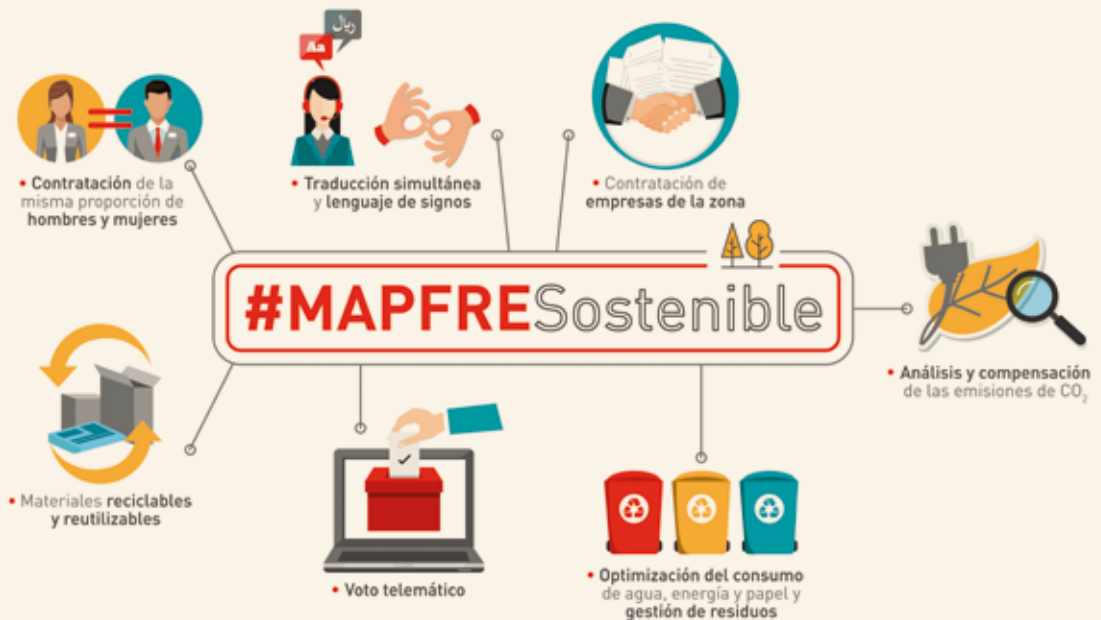 ريال
Aa
• Contratación de la
misma proporción de
hombres y mujeres
• Traducción simultánea
y lenguaje de signos
• Contratación de
empresas de la zona
#MAPFRESostenible
• Análisis y compensación
de las emisiones de CO₂
• Materiales reciclables
y reutilizables
• Voto telemático
• Optimización del consumo
de agua, energía y papel y
gestión de residuos